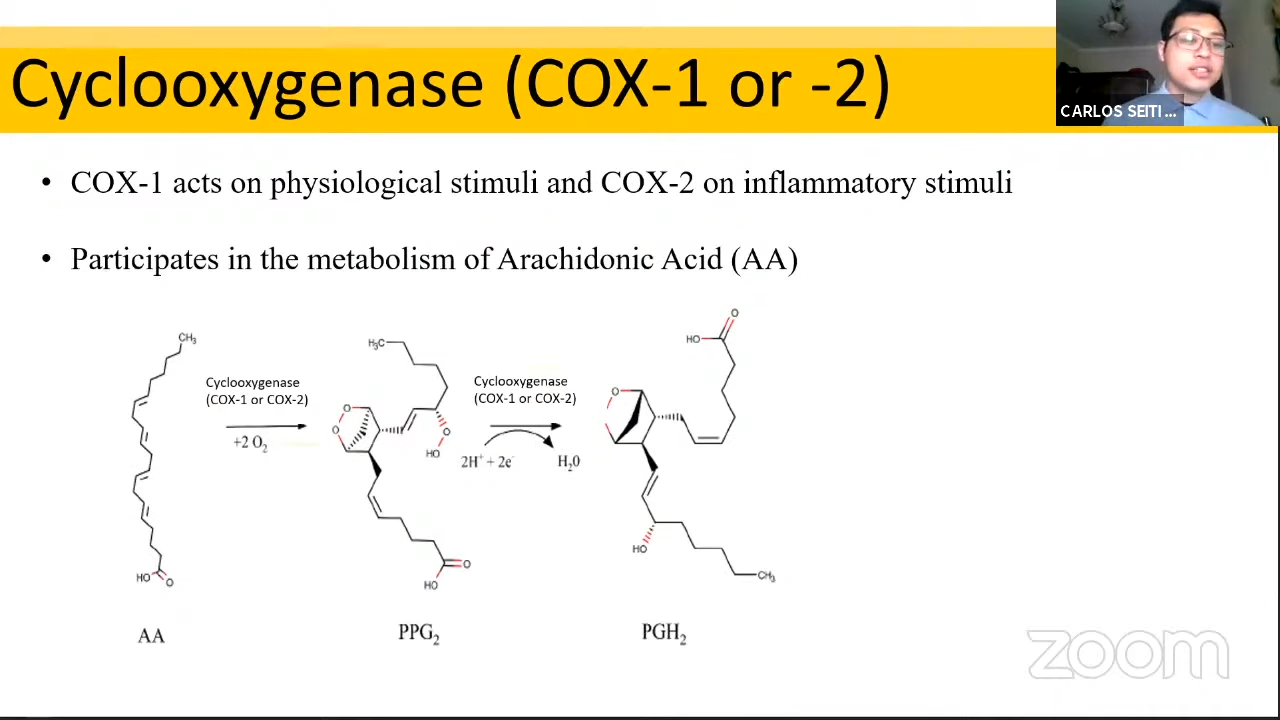 Cyclooxygenase (COX-1 or -2)
CARLOS SEITI ...
• COX-1 acts on physiological stimuli and COX-2 on inflammatory stimuli
• Participates in the metabolism of Arachidonic Acid (AA)
CH₃
HO
O
AA
Cyclooxygenase
(COX-1 or COX-2)
+2 O₂
H₃C
O
O
O
HO
O
HO
PPG₂
Cyclooxygenase
(COX-1 or COX-2)
2H⁺ + 2e⁻
H₂0
O
HO
O
HO
CH₃
PGH₂
zoom